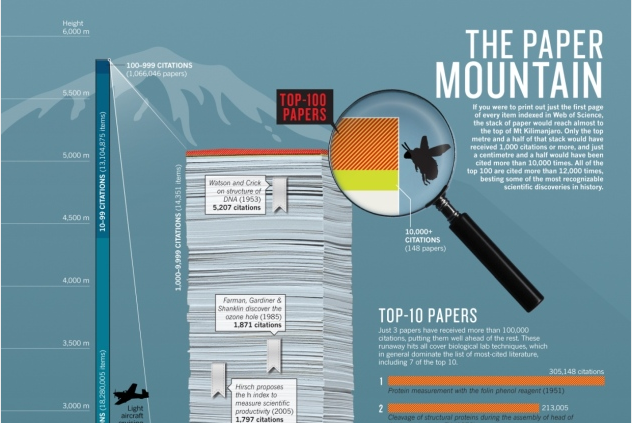 Height
6,000 m
5,500 m
5,000 m
4,500 m
4,000 m
3,500 m
3,000 m
100–999 CITATIONS
(1,066,046 papers)
10–99 CITATIONS (13,104,875 items)
NS (18,280,005 items)
1,000–9,999 CITATIONS (14,351 items)
Light
aircraft
TOP-100
PAPERS
Watson and Crick
on structure of
DNA (1953)
5,207 citations
Farman, Gardiner &
Shanklin discover the
ozone hole (1985)
1,871 citations
Hirsch proposes
the h index to
measure scientific
productivity (2005)
1,797 citations
THE PAPER
MOUNTAIN
If you were to print out just the first page
of every item indexed in Web of Science,
the stack of paper would reach almost to
the top of Mt Kilimanjaro. Only the top
metre and a half of that stack would have
received 1,000 citations or more, and just
a centimetre and a half would have been
cited more than 10,000 times. All of the
top 100 are cited more than 12,000 times,
besting some of the most recognizable
scientific discoveries in history.
10,000+
CITATIONS
(148 papers)
TOP-10 PAPERS
Just 3 papers have received more than 100,000
citations, putting them well ahead of the rest. These
runaway hits all cover biological lab techniques, which
in general dominate the list of most-cited literature,
including 7 of the top 10.
305,148 citations
1
Protein measurement with the folin phenol reagent (1951)
2
213,005
Cleavage of structural proteins during the assembly of head of